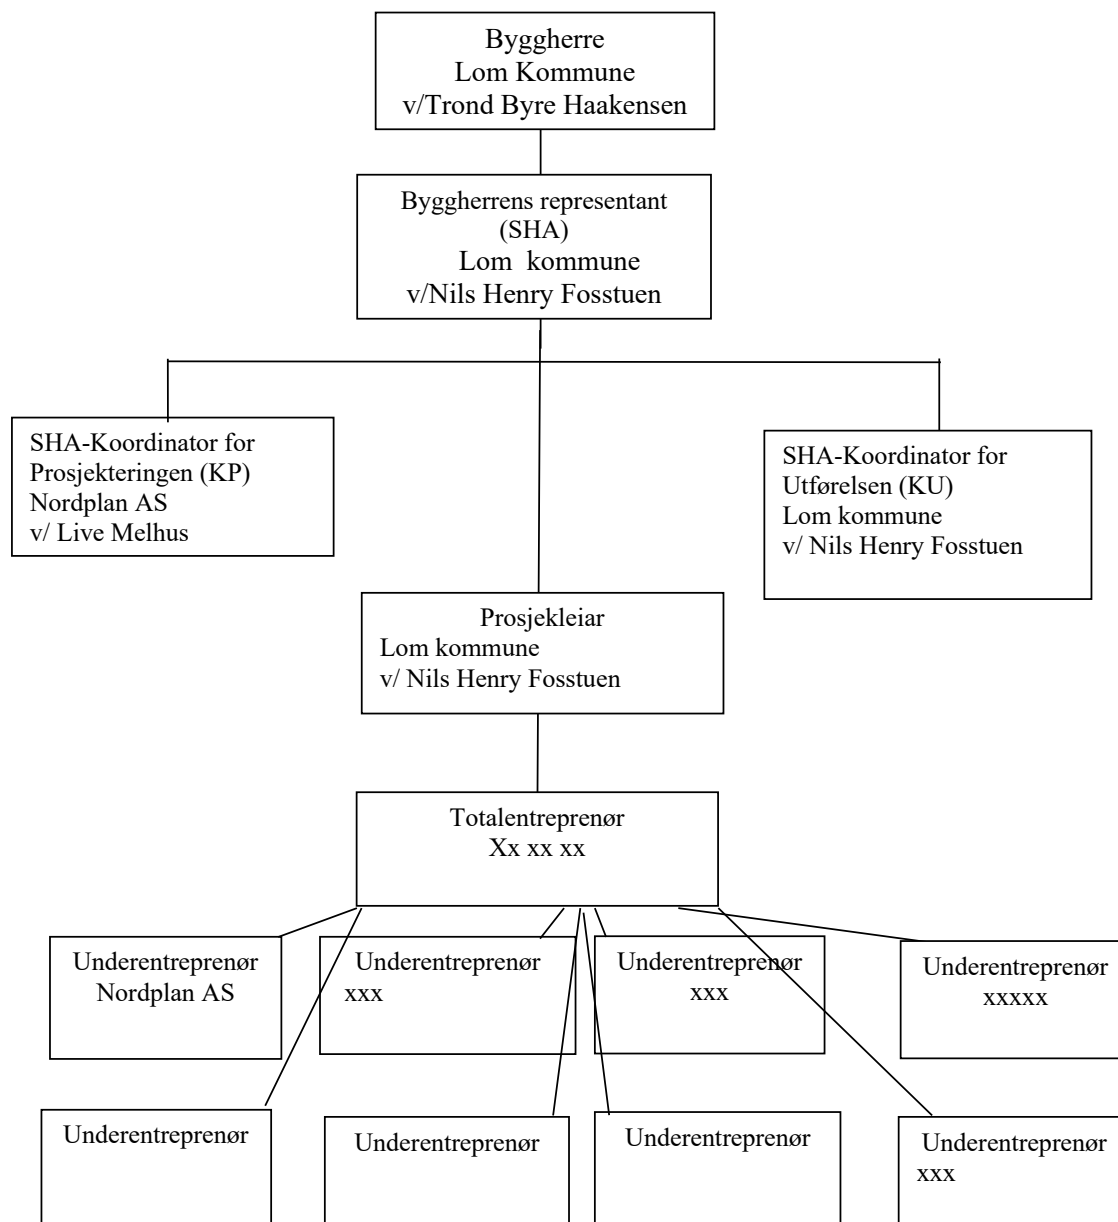 Byggherre
Lom Kommune
v/Trond Byre Haakensen
Byggherrens representant
(SHA)
Lom kommune
v/Nils Henry Fosstuen
SHA-Koordinator for
Prosjekteringen (KP)
Nordplan AS
v/ Live Melhus
SHA-Koordinator for
Utførelsen (KU)
Lom kommune
v/ Nils Henry Fosstuen
Prosjekleiar
Lom kommune
v/ Nils Henry Fosstuen
Totalentreprenør
Xx xx xx
Underentreprenør
Nordplan AS
Underentreprenør
xxx
Underentreprenør
xxx
Underentreprenør
xxxxx
Underentreprenør
Underentreprenør
Underentreprenør
Underentreprenør
xxx